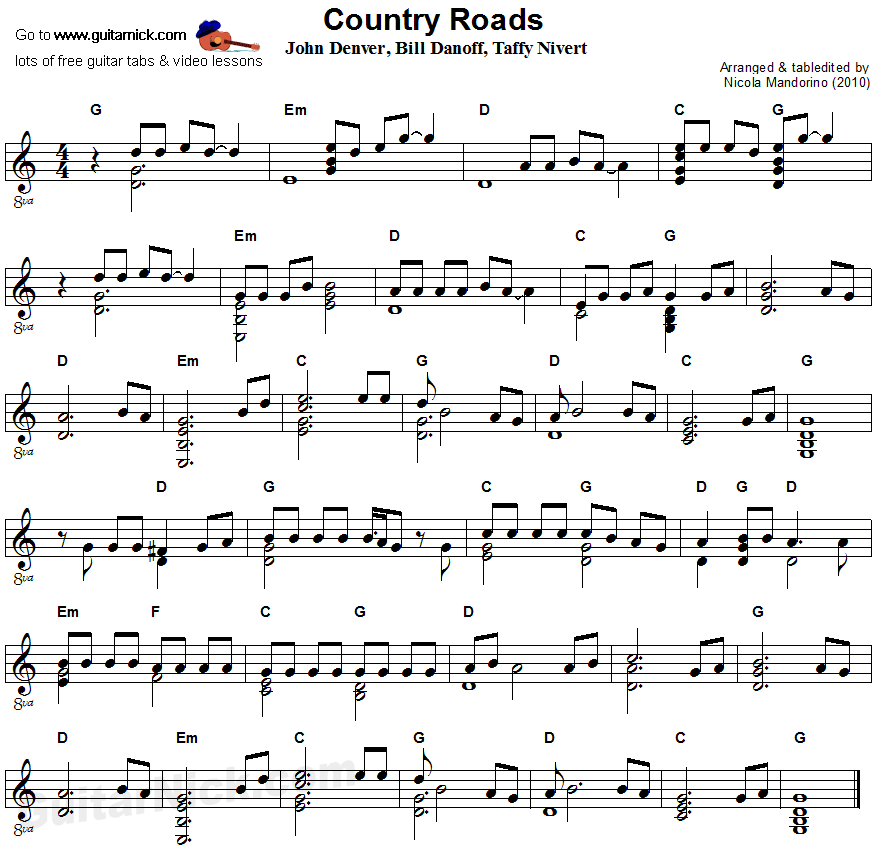 Country Roads
Go to www.guitarnick.com
lots of free guitar tabs & video lessons
John Denver, Bill Danoff, Taffy Nivert
Arranged & tabledited by
Nicola Mandorino (2010)
G Em D C G
4
4
8va
Em D C G
8va
D Em C G D C G
8va
D G C G D G D
8va
Em F C G D G
8va
D Em C G D C G
GuitarNick.com
8va